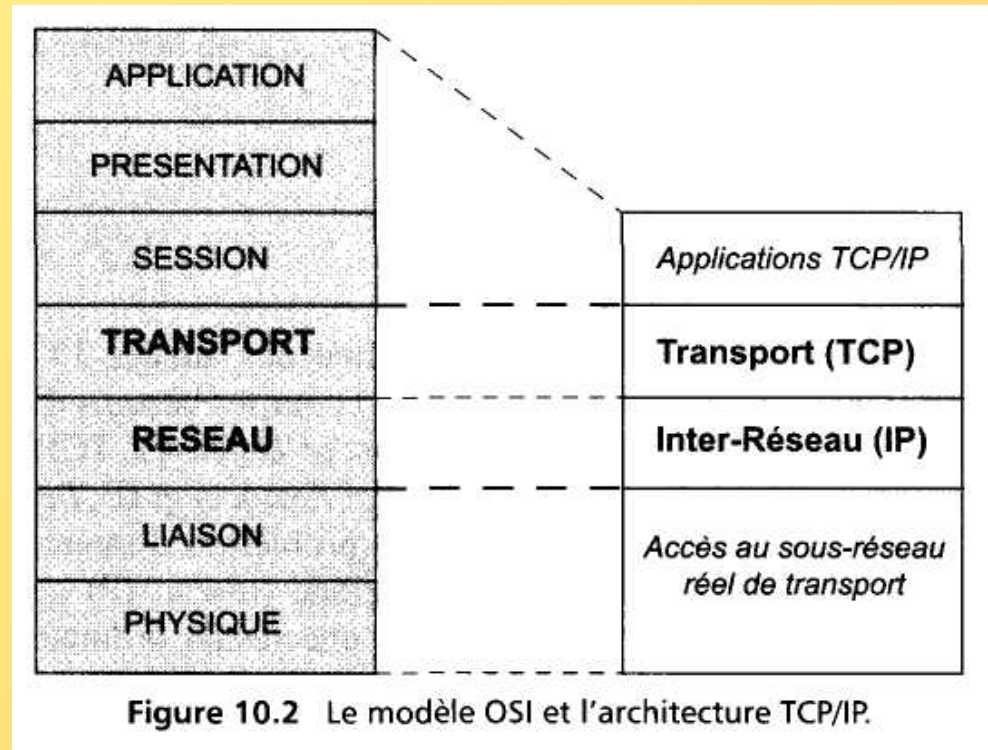 APPLICATION
PRESENTATION
SESSION
TRANSPORT
RESEAU
LIAISON
PHYSIQUE
Applications TCP/IP
Transport (TCP)
Inter-Réseau (IP)
Accès au sous-réseau
réel de transport
Figure 10.2 Le modèle OSI et l'architecture TCP/IP.